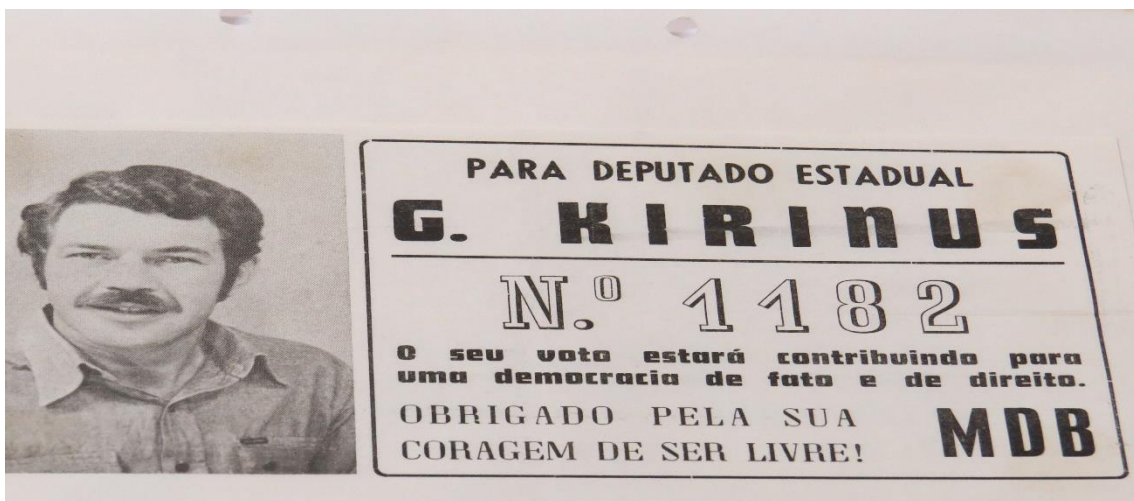 PARA DEPUTADO ESTADUAL
G. KIRINUS
N.º 1182
O seu voto estará contribuindo para
uma democracia de fato e de direito.
OBRIGADO PELA SUA
CORAGEM DE SER LIVRE!
MDB